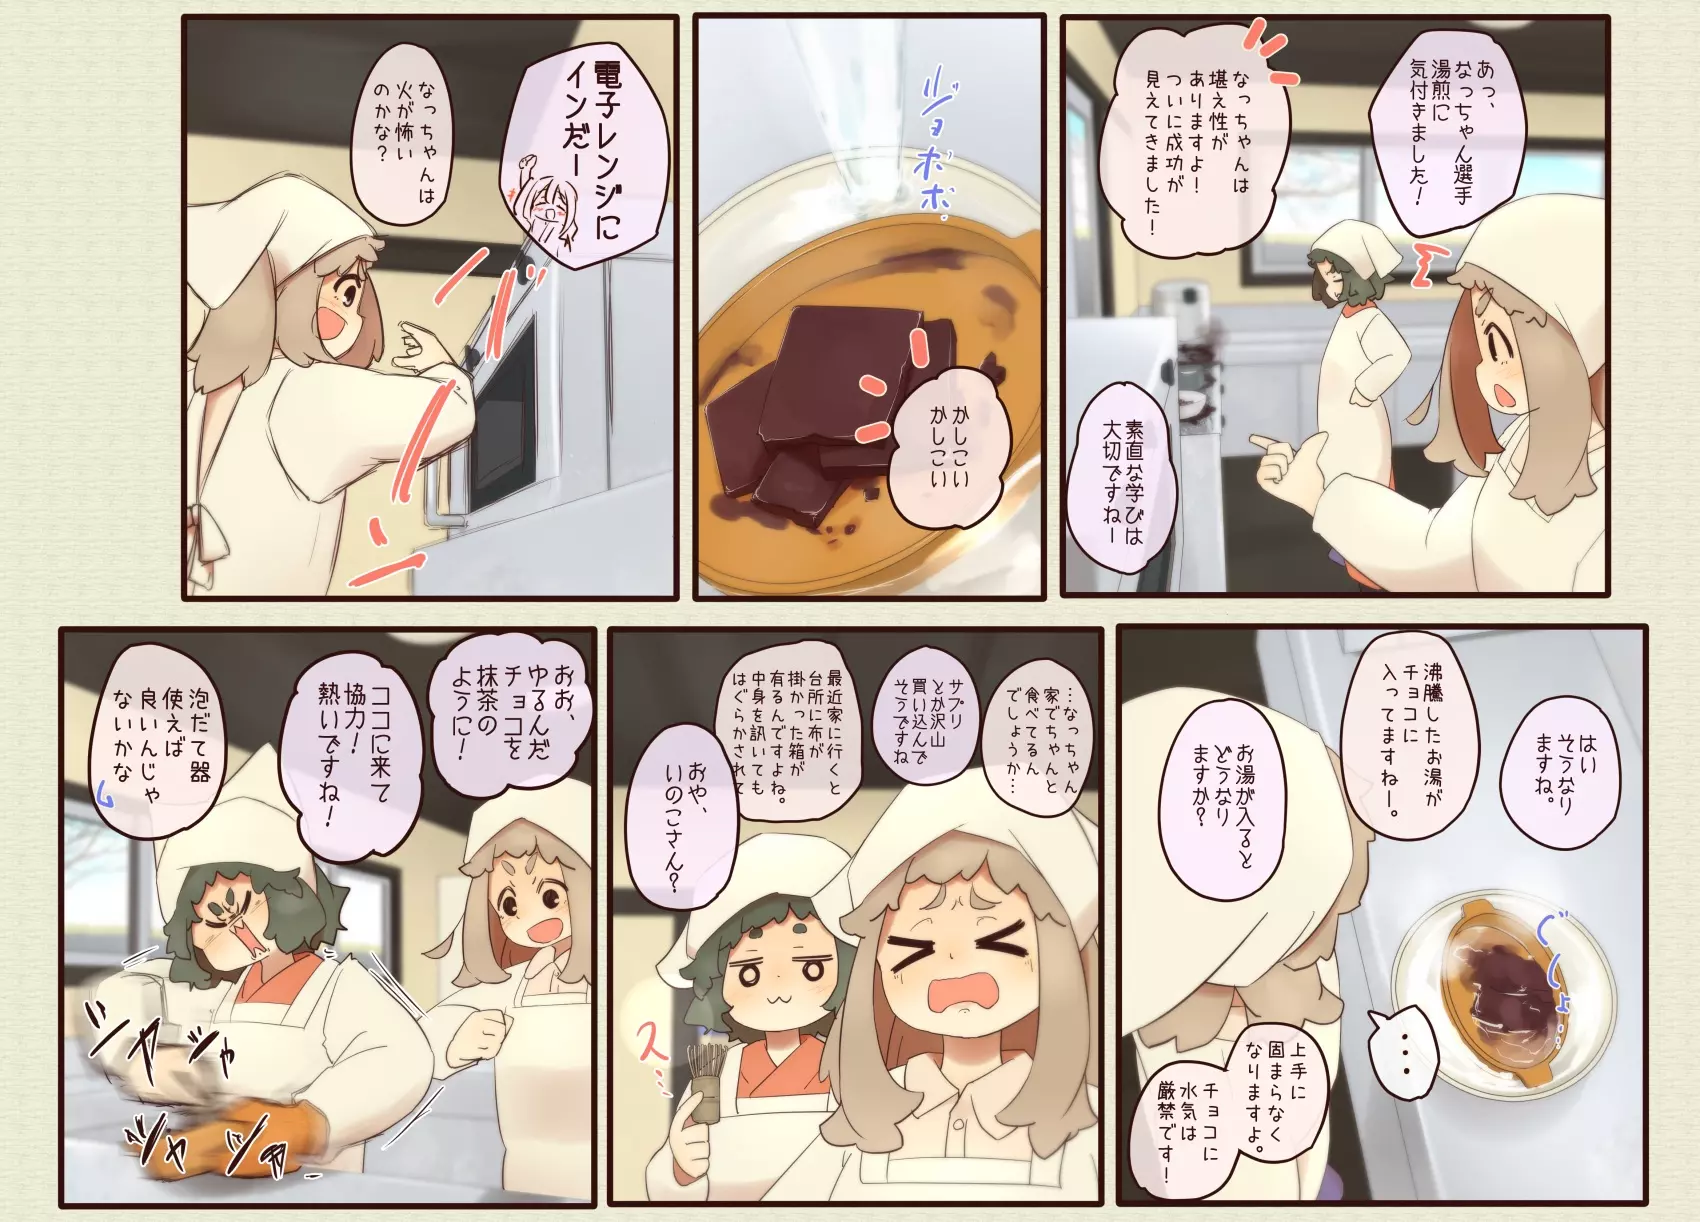 あっ、
なっちゃん選手
湯煎に
気付きました!
なっちゃんは
堪え性が
ありますよ!
ついに成功が
見えてきました!
素直な学びは
大切ですねー
ジョボボボ
かしこい
かしこい
電子レンジに
インだー
なっちゃんは
火が怖い
のかな?
はい
そうなり
ますね。
沸騰したお湯が
チョコに
入ってますねー。
お湯が入ると
どうなり
ますか?
じじょ…
…
上手に
固まらなく
なりますよ。
チョコに
水気は
厳禁です!
…なっちゃん
家でちゃんと
食べてるん
でしょうか…
サプリ
とか沢山
買い込んで
そうですね
最近家に行くと
台所に布が
掛かった箱が
有るんですよね。
中身を訊いても
はぐらかされて
おや、
いのこさん?
ス…
おお、
ゆるんだ
チョコを
抹茶の
ように!
ココに来て
協力!
熱いですね!
泡だて器
使えば
良いんじゃ
ないかな
シャシャ
シャシャ